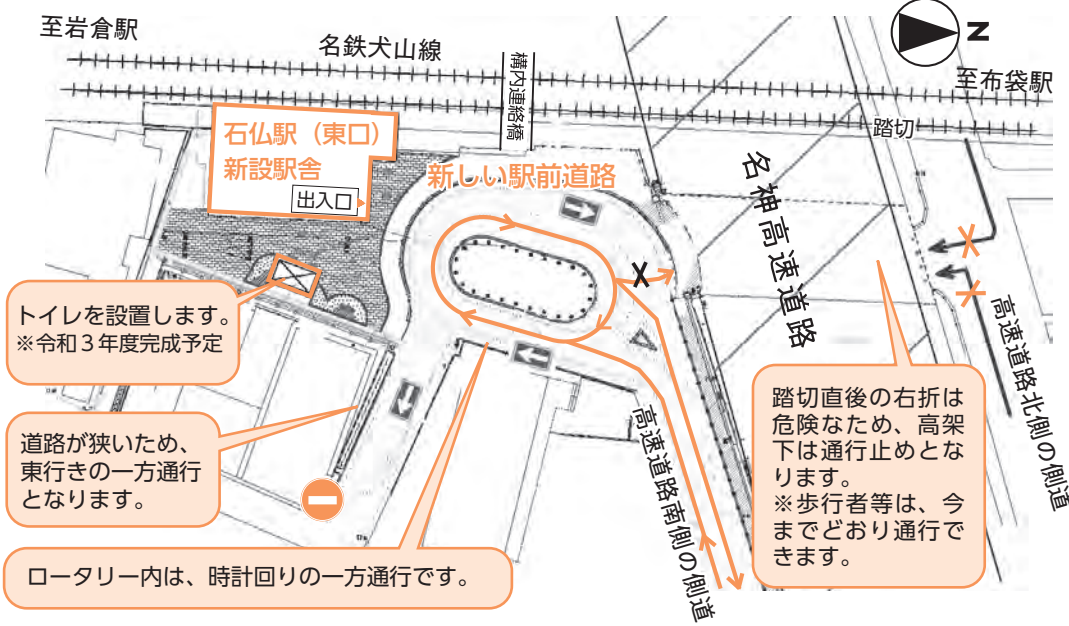 至岩倉駅
名鉄犬山線
構内連絡橋
N
至布袋駅
踏切
石仏駅（東口）
新設駅舎
出入口
新しい駅前道路
名神高速道路
トイレを設置します。
※令和３年度完成予定
道路が狭いため、
東行きの一方通行
となります。
ロータリー内は、時計回りの一方通行です。
高速道路南側の側道
踏切直後の右折は
危険なため、高架
下は通行止めとな
ります。
※歩行者等は、今
までどおり通行で
きます。
高速道路北側の側道